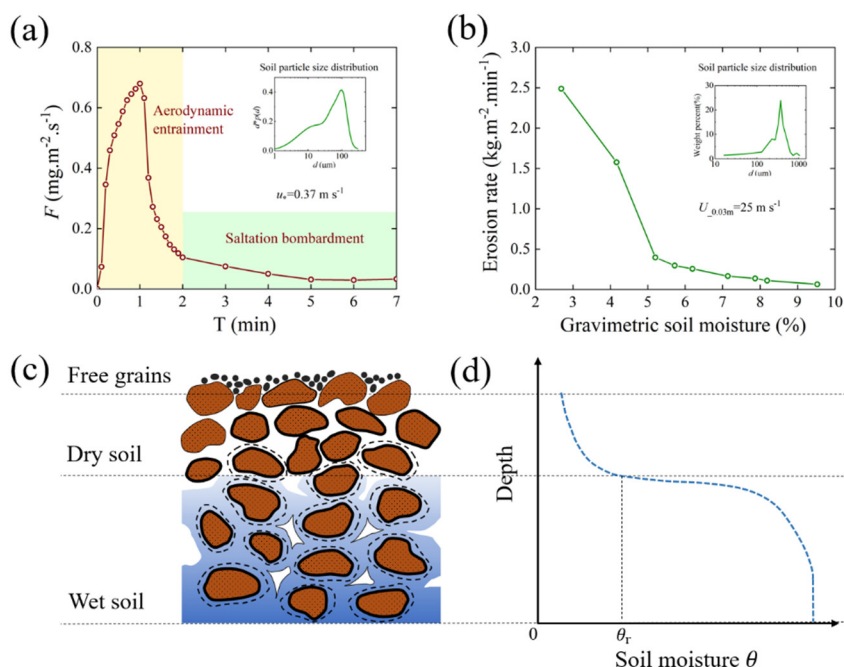 (a)
0.8
0.6
0.4
0.2
0.0
F (mg.m⁻².s⁻¹)
Aerodynamic
entrainment
Soil particle size distribution
0.4
0.2
0.0
d*p(d)
1 10 100
d (um)
u*=0.37 m s⁻¹
Saltation bombardment
0 1 2 3 4 5 6 7
T (min)
(b)
3.0
2.5
2.0
1.5
1.0
0.5
0.0
Erosion rate (kg.m⁻².min⁻¹)
Soil particle size distribution
30
20
10
0
Weight percent(%)
10 100 1000
d (um)
U_0.03m=25 m s⁻¹
2 3 4 5 6 7 8 9 10
Gravimetric soil moisture (%)
(c)
Free grains
Dry soil
Wet soil
(d)
Depth
0
θr
Soil moisture θ